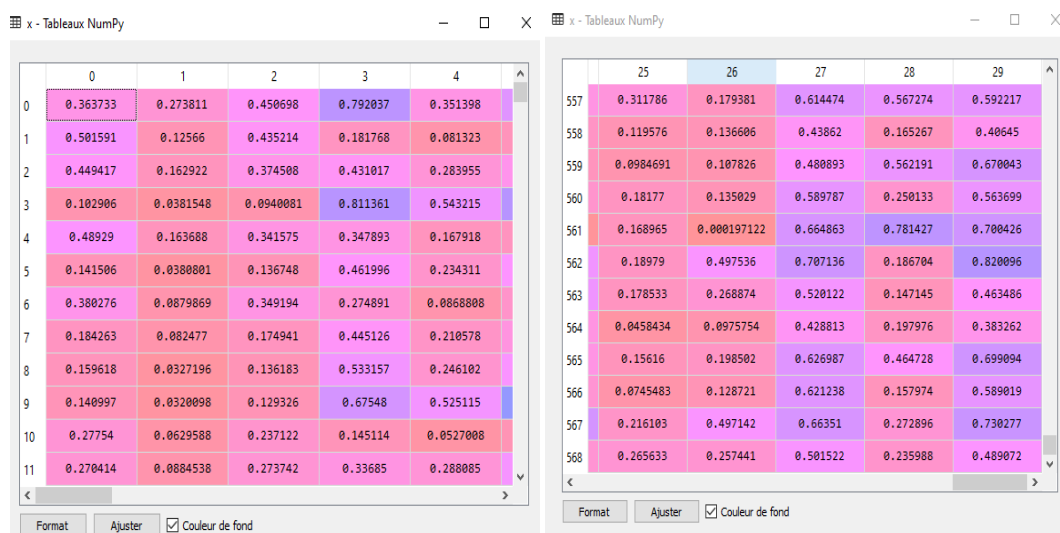 x - Tableaux NumPy
0 1 2 3 4
0 0.363733 0.273811 0.450698 0.792037 0.351398
1 0.501591 0.12566 0.435214 0.181768 0.081323
2 0.449417 0.162922 0.374508 0.431017 0.283955
3 0.102906 0.0381548 0.0940081 0.811361 0.543215
4 0.48929 0.163688 0.341575 0.347893 0.167918
5 0.141506 0.0380801 0.136748 0.461996 0.234311
6 0.380276 0.0879869 0.349194 0.274891 0.0868808
7 0.184263 0.082477 0.174941 0.445126 0.210578
8 0.159618 0.0327196 0.136183 0.533157 0.246102
9 0.140997 0.0320098 0.129326 0.67548 0.525115
10 0.27754 0.0629588 0.237122 0.145114 0.0527008
11 0.270414 0.0884538 0.273742 0.33685 0.288085
Format Ajuster Couleur de fond
x - Tableaux NumPy
25 26 27 28 29
557 0.311786 0.179381 0.614474 0.567274 0.592217
558 0.119576 0.136606 0.43862 0.165267 0.40645
559 0.0984691 0.107826 0.480893 0.562191 0.670043
560 0.18177 0.135029 0.589787 0.250133 0.563699
561 0.168965 0.000197122 0.664863 0.781427 0.700426
562 0.18979 0.497536 0.707136 0.186704 0.820096
563 0.178533 0.268874 0.520122 0.147145 0.463486
564 0.0458434 0.0975754 0.428813 0.197976 0.383262
565 0.15616 0.198502 0.626987 0.464728 0.699094
566 0.0745483 0.128721 0.621238 0.157974 0.589019
567 0.216103 0.497142 0.66351 0.272896 0.730277
568 0.265633 0.257441 0.501522 0.235988 0.489072
Format Ajuster Couleur de fond